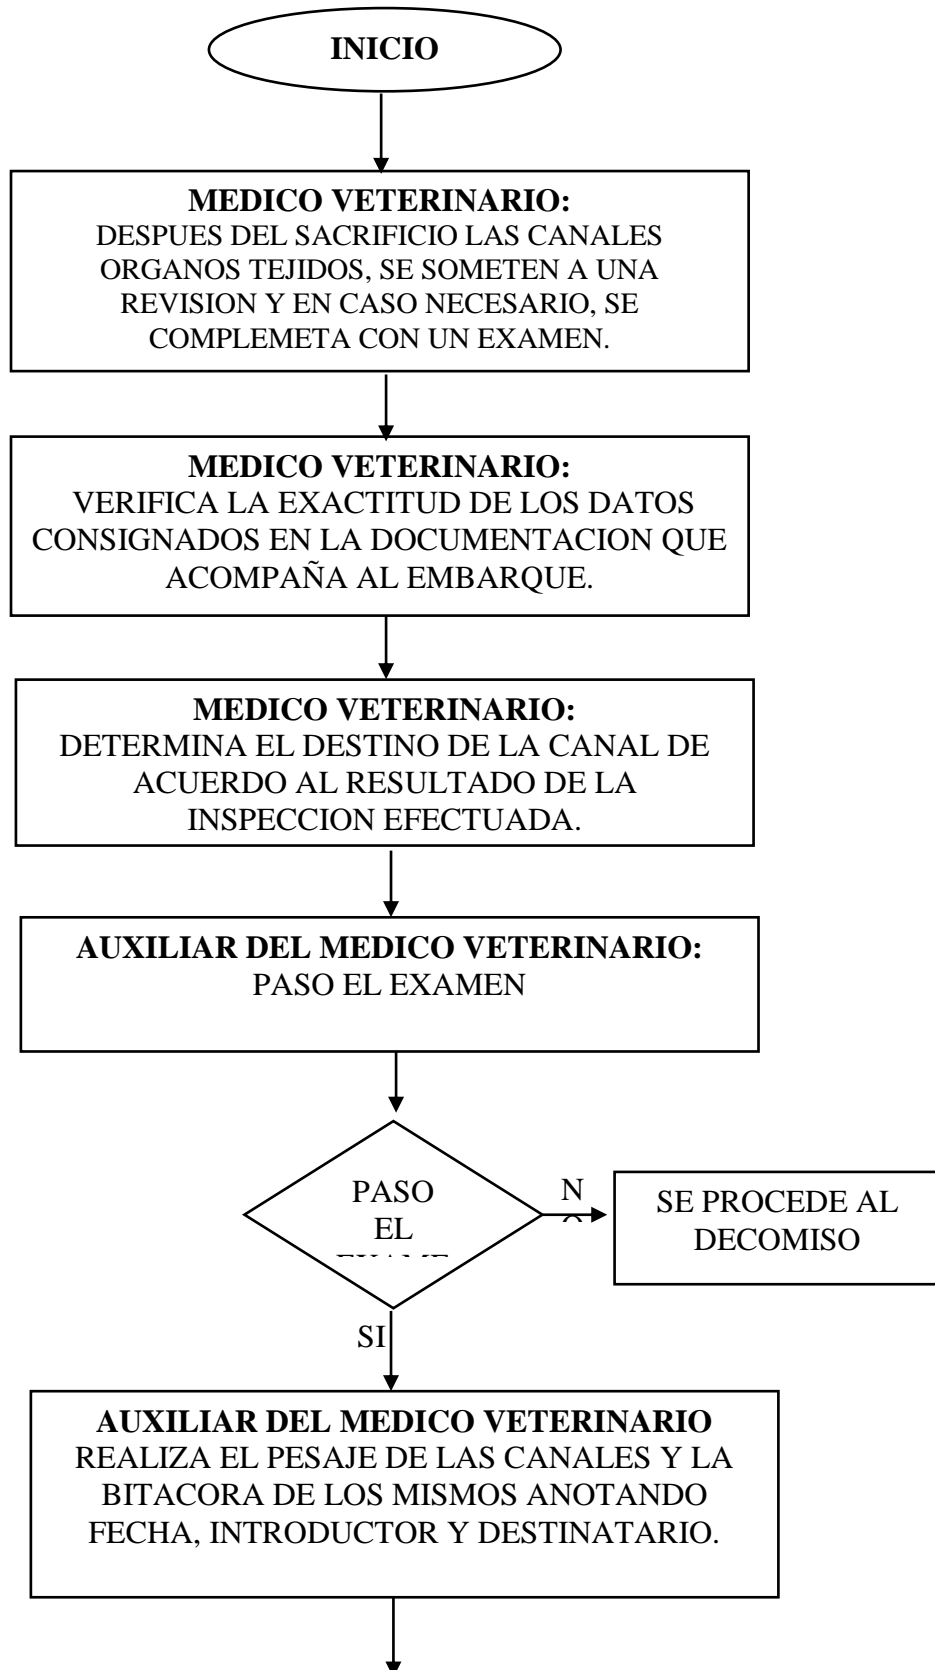 INICIO
MEDICO VETERINARIO:
DESPUES DEL SACRIFICIO LAS CANALES
ORGANOS TEJIDOS, SE SOMETEN A UNA
REVISION Y EN CASO NECESARIO, SE
COMPLEMETA CON UN EXAMEN.
MEDICO VETERINARIO:
VERIFICA LA EXACTITUD DE LOS DATOS
CONSIGNADOS EN LA DOCUMENTACION QUE
ACOMPAÑA AL EMBARQUE.
MEDICO VETERINARIO:
DETERMINA EL DESTINO DE LA CANAL DE
ACUERDO AL RESULTADO DE LA
INSPECCION EFECTUADA.
AUXILIAR DEL MEDICO VETERINARIO:
PASO EL EXAMEN
PASO
EL
N
SE PROCEDE AL
DECOMISO
SI
AUXILIAR DEL MEDICO VETERINARIO
REALIZA EL PESAJE DE LAS CANALES Y LA
BITACORA DE LOS MISMOS ANOTANDO
FECHA, INTRODUCTOR Y DESTINATARIO.